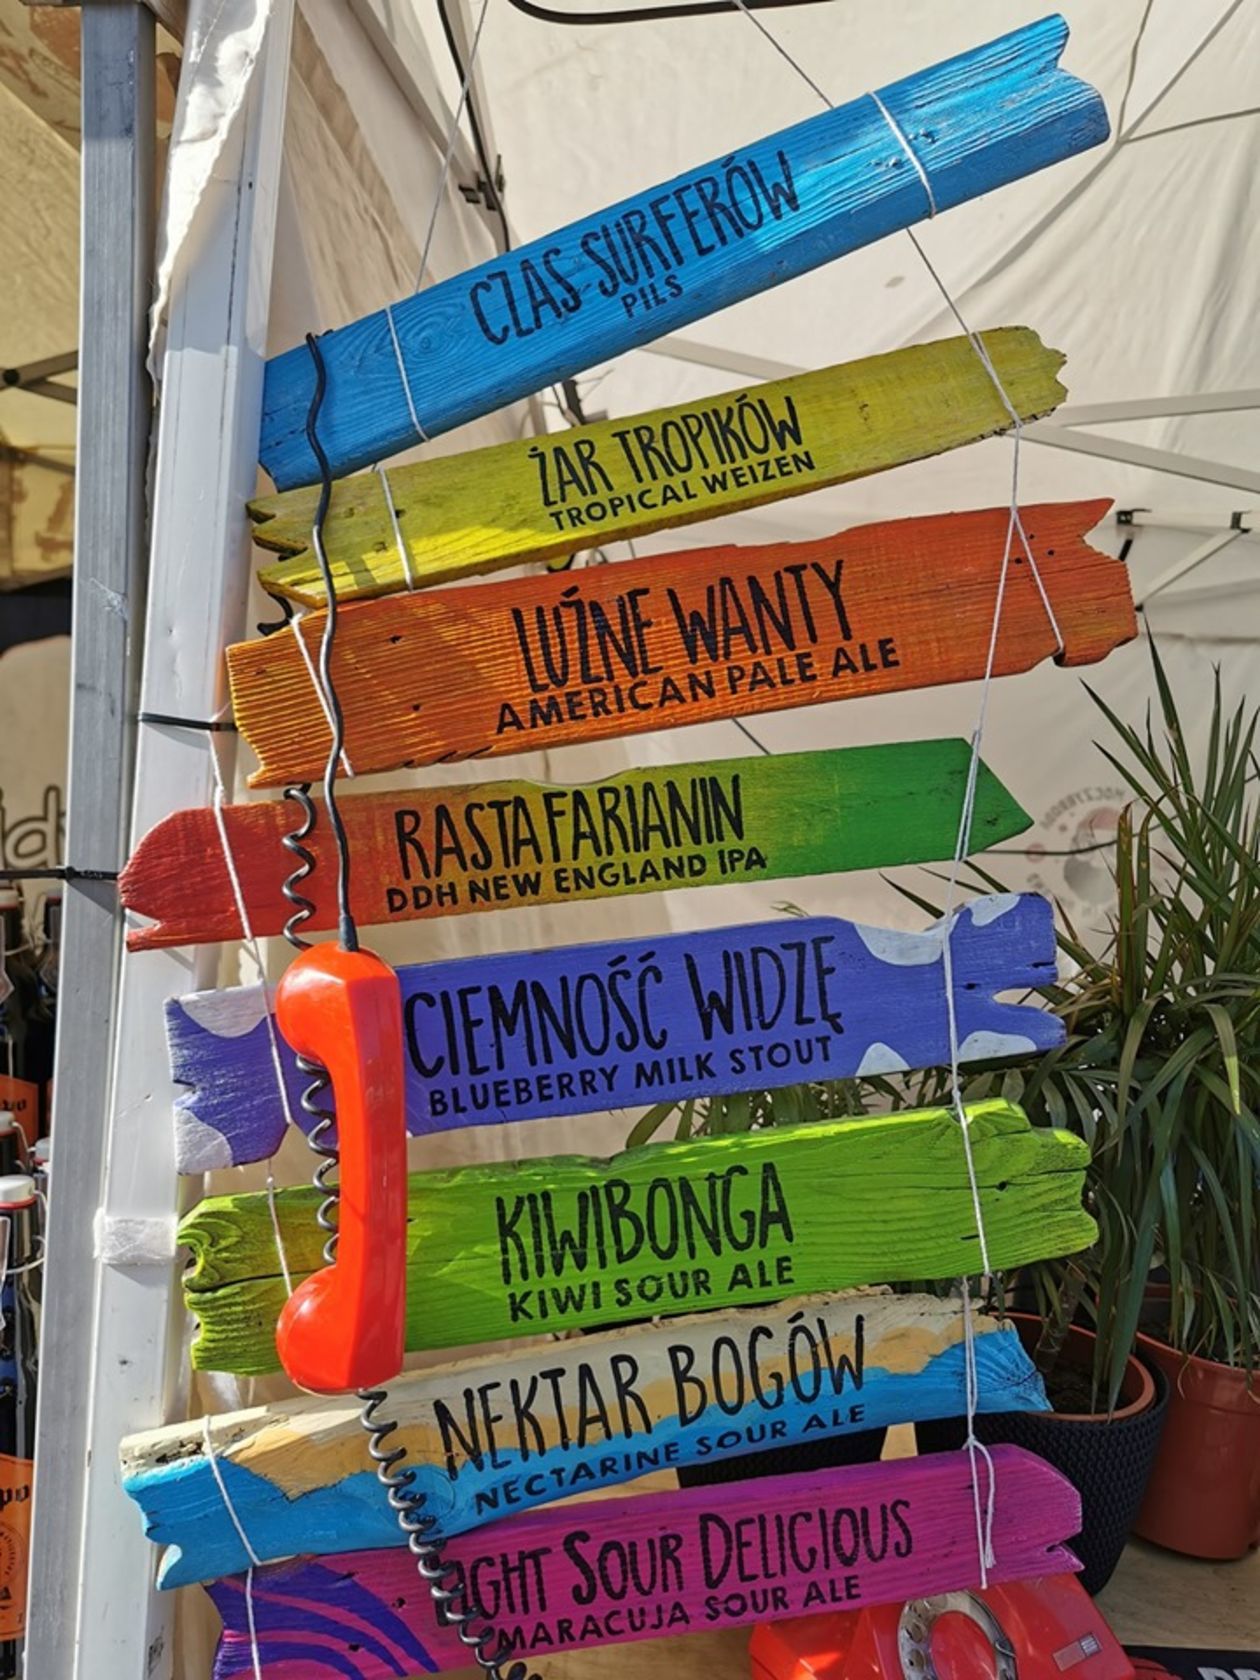 CZAS SURFERÓW
PILS
ŻAR TROPIKÓW
TROPICAL WEIZEN
LUŹNE WANTY
AMERICAN PALE ALE
RASTAFARIANIN
DDH NEW ENGLAND IPA
CIEMNOŚĆ WIDZĘ
BLUEBERRY MILK STOUT
KIWIBONGA
KIWI SOUR ALE
NEKTAR BOGÓW
NECTARINE SOUR ALE
SOUR DELICIOUS
MARACUJA SOUR ALE